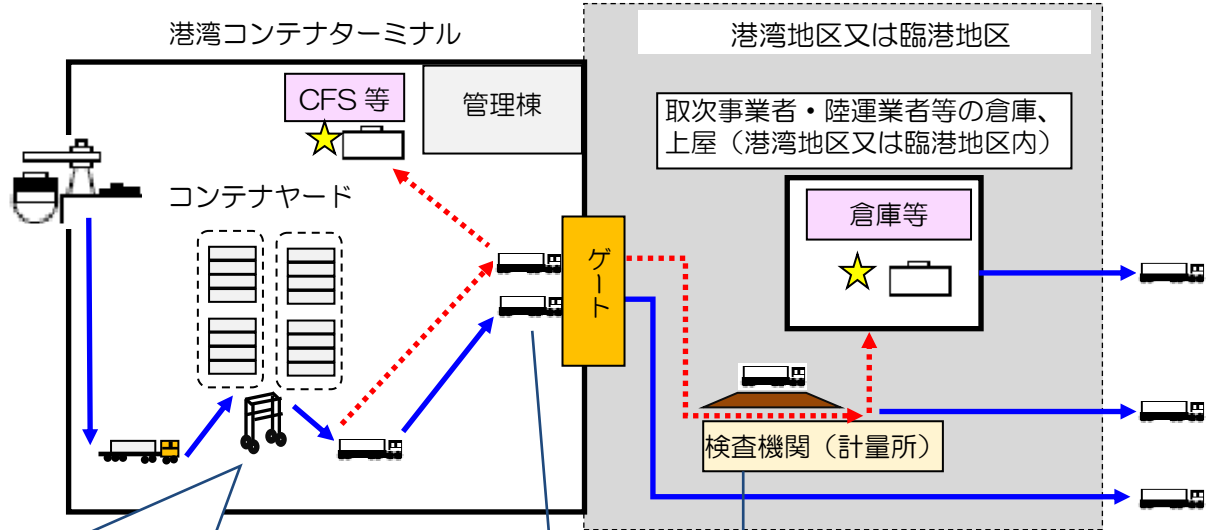 港湾コンテナターミナル
港湾地区又は臨港地区
CFS 等
管理棟
取次事業者・陸運業者等の倉庫、
上屋（港湾地区又は臨港地区内）
コンテナヤード
倉庫等
ゲート
検査機関（計量所）